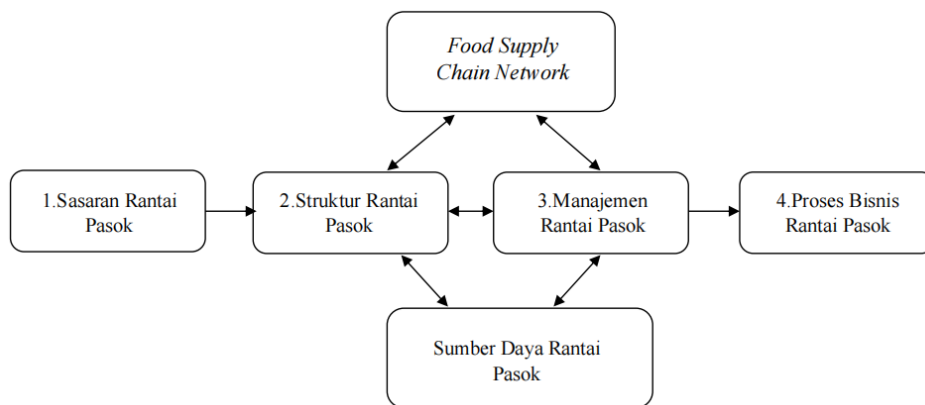 Food Supply
Chain Network
1.Sasaran Rantai
Pasok
2.Struktur Rantai
Pasok
3.Manajemen
Rantai Pasok
4.Proses Bisnis
Rantai Pasok
Sumber Daya Rantai
Pasok